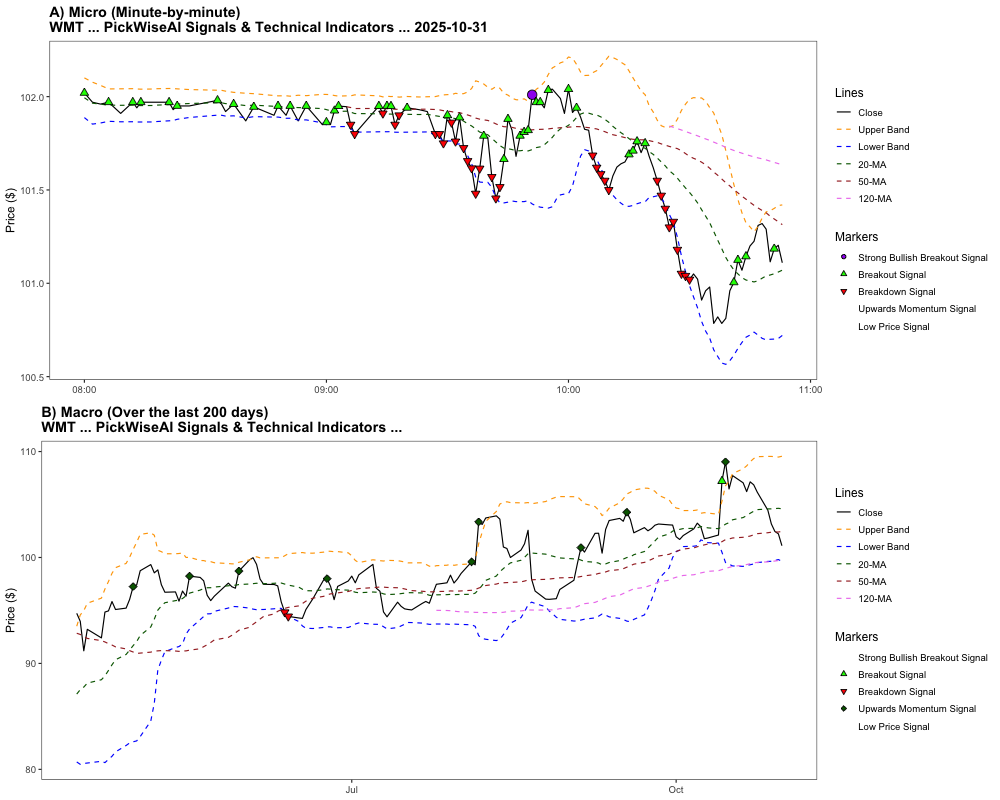 A) Micro (Minute-by-minute)
WMT ... PickWiseAI Signals & Technical Indicators ... 2025-10-31
Price ($)
102.0
101.5
101.0
100.5
08:00
09:00
10:00
11:00
Lines
Close
Upper Band
Lower Band
20-MA
50-MA
120-MA
Markers
Strong Bullish Breakout Signal
Breakout Signal
Breakdown Signal
Upwards Momentum Signal
Low Price Signal
B) Macro (Over the last 200 days)
WMT ... PickWiseAI Signals & Technical Indicators ...
Price ($)
110
100
90
80
Jul
Oct
Lines
Close
Upper Band
Lower Band
20-MA
50-MA
120-MA
Markers
Strong Bullish Breakout Signal
Breakout Signal
Breakdown Signal
Upwards Momentum Signal
Low Price Signal